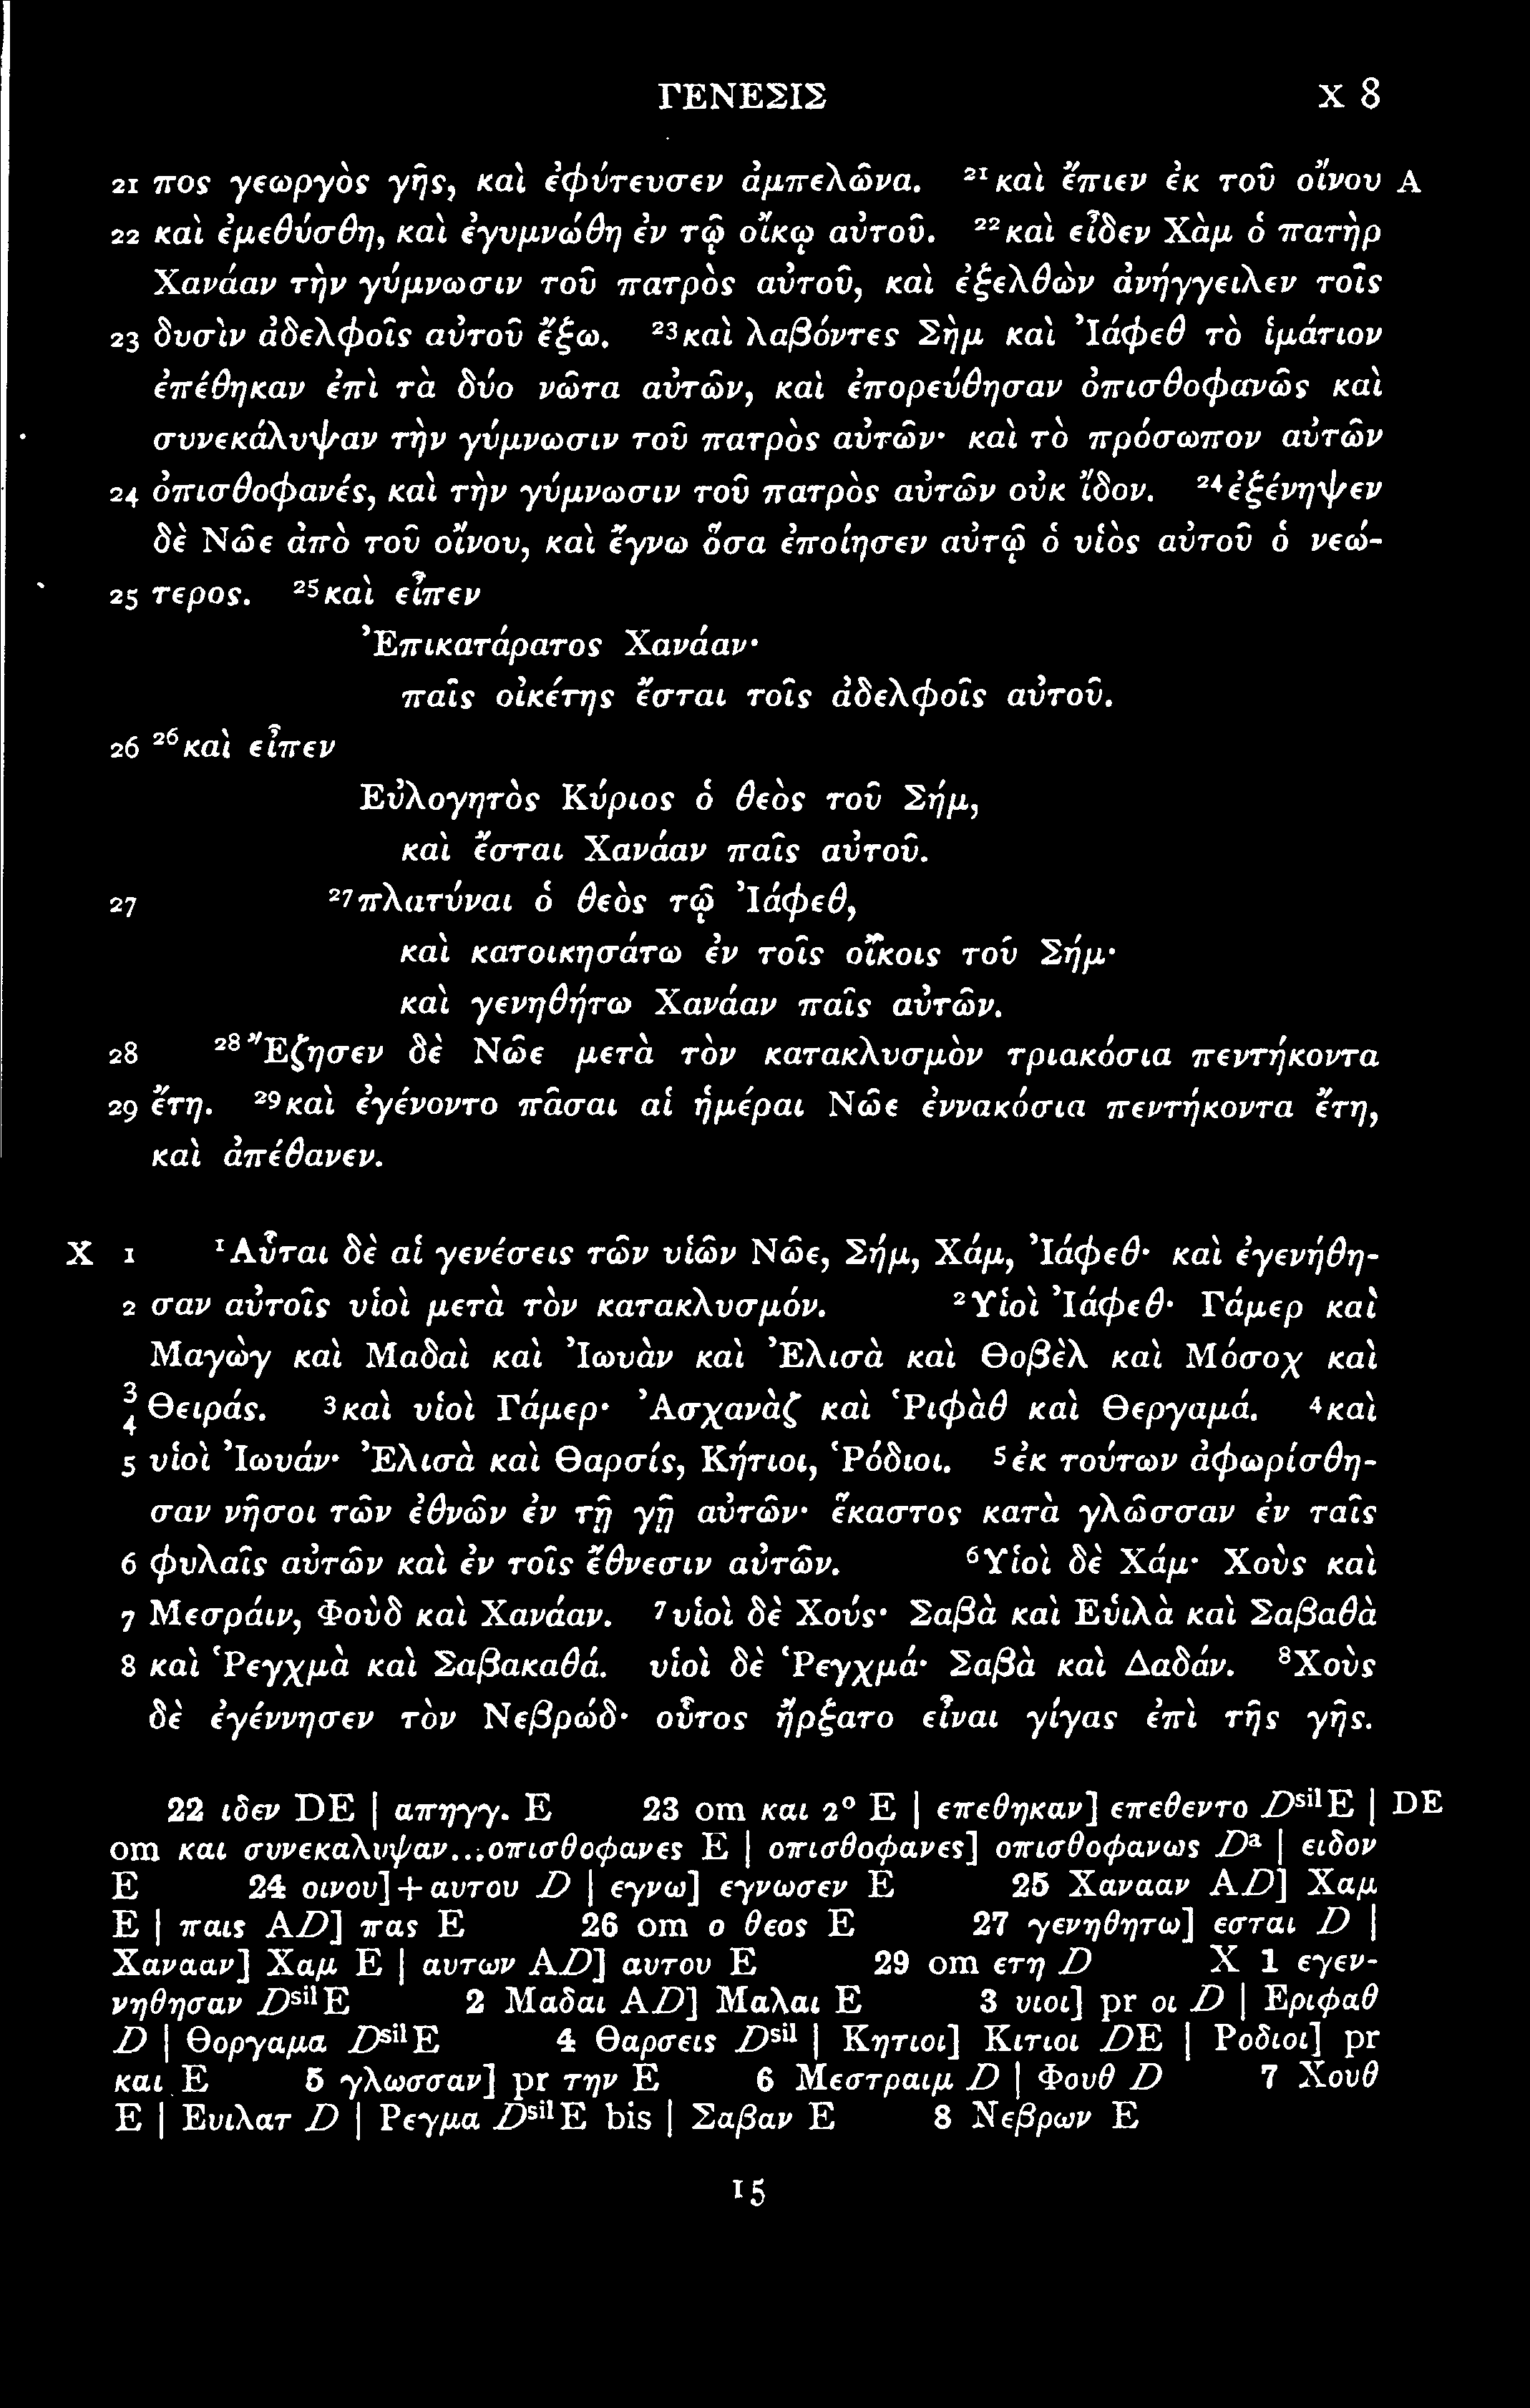 ΓΕΝΕΣΙΣ X 8
21 πος γεωργὸς γῆς, καὶ ἐφύτευσεν ἀμπελῶνα. ²¹καὶ ἔπιεν ἐκ τοῦ οἴνου A
22 καὶ ἐμεθύσθη, καὶ ἐγυμνώθη ἐν τῷ οἴκῳ αὐτοῦ. ²²καὶ εἶδεν Χὰμ ὁ πατὴρ
Χανάαν τὴν γύμνωσιν τοῦ πατρὸς αὐτοῦ, καὶ ἐξελθὼν ἀνήγγειλεν τοῖς
23 δυσὶν ἀδελφοῖς αὐτοῦ ἔξω. ²³καὶ λαβόντες Σὴμ καὶ Ἰάφεθ τὸ ἱμάτιον
ἐπέθηκαν ἐπὶ τὰ δύο νῶτα αὐτῶν, καὶ ἐπορεύθησαν ὀπισθοφανῶς καὶ
συνεκάλυψαν τὴν γύμνωσιν τοῦ πατρὸς αὐτῶν· καὶ τὸ πρόσωπον αὐτῶν
24 ὀπισθοφανές, καὶ τὴν γύμνωσιν τοῦ πατρὸς αὐτῶν οὐκ ἴδον. ²⁴ἐξένηψεν
δὲ Νῶε ἀπὸ τοῦ οἴνου, καὶ ἔγνω ὅσα ἐποίησεν αὐτῷ ὁ υἱὸς αὐτοῦ ὁ νεώ-
25 τερος. ²⁵καὶ εἶπεν
Ἐπικατάρατος Χανάαν·
παῖς οἰκέτης ἔσται τοῖς ἀδελφοῖς αὐτοῦ.
26 ²⁶καὶ εἶπεν
Εὐλογητὸς Κύριος ὁ θεὸς τοῦ Σήμ,
καὶ ἔσται Χανάαν παῖς αὐτοῦ.
27 ²⁷πλατύναι ὁ θεὸς τῷ Ἰάφεθ,
καὶ κατοικησάτω ἐν τοῖς οἴκοις τοῦ Σήμ·
καὶ γενηθήτω Χανάαν παῖς αὐτῶν.
28 ²⁸Ἔζησεν δὲ Νῶε μετὰ τὸν κατακλυσμὸν τριακόσια πεντήκοντα
29 ἔτη. ²⁹καὶ ἐγένοντο πᾶσαι αἱ ἡμέραι Νῶε ἐννακόσια πεντήκοντα ἔτη,
καὶ ἀπέθανεν.
X 1 ¹Αὗται δὲ αἱ γενέσεις τῶν υἱῶν Νῶε, Σήμ, Χάμ, Ἰάφεθ· καὶ ἐγενήθη-
2 σαν αὐτοῖς υἱοὶ μετὰ τὸν κατακλυσμόν. ²Υἱοὶ Ἰάφεθ· Γάμερ καὶ
Μαγὼγ καὶ Μαδαὶ καὶ Ἰωυὰν καὶ Ἐλισὰ καὶ Θοβὲλ καὶ Μόσοχ καὶ
3 4 Θειράς. ³καὶ υἱοὶ Γάμερ· Ἀσχανὰζ καὶ Ῥιφὰθ καὶ Θεργαμά. ⁴καὶ
5 υἱοὶ Ἰωυάν· Ἐλισὰ καὶ Θαρσίς, Κήτιοι, Ῥόδιοι. ⁵ἐκ τούτων ἀφωρίσθη-
σαν νῆσοι τῶν ἐθνῶν ἐν τῇ γῇ αὐτῶν· ἕκαστος κατὰ γλῶσσαν ἐν ταῖς
6 φυλαῖς αὐτῶν καὶ ἐν τοῖς ἔθνεσιν αὐτῶν. ⁶Υἱοὶ δὲ Χάμ· Χοὺς καὶ
7 Μεσράιν, Φοὺδ καὶ Χανάαν. ⁷υἱοὶ δὲ Χούς· Σαβὰ καὶ Εὑιλὰ καὶ Σαβαθὰ
8 καὶ Ῥεγχμὰ καὶ Σαβακαθά. υἱοὶ δὲ Ῥεγχμά· Σαβὰ καὶ Δαδάν. ⁸Χοὺς
δὲ ἐγέννησεν τὸν Νεβρώδ· οὗτος ἤρξατο εἶναι γίγας ἐπὶ τῆς γῆς.
22 ιδεν DE | απηγγ. E 23 om και 2° E | επεθηκαν] επεθεντο Dˢⁱˡ E | DE
om και συνεκαλυψαν...οπισθοφανες E | οπισθοφανες] οπισθοφανως Dᵃ | ειδον
E 24 οινου]+αυτου D | εγνω] εγνωσεν E 25 Χανααν AD] Χαμ
E | παις AD] πας E 26 om ο θεος E 27 γενηθητω] εσται D |
Χανααν] Χαμ E | αυτων AD] αυτου E 29 om ετη D X 1 εγεν-
νηθησαν Dˢⁱˡ E 2 Μαδαι AD] Μαλαι E 3 υιοι] pr οι D | Εριφαθ
D | Θοργαμα Dˢⁱˡ E 4 Θαρσεις Dˢⁱˡ | Κητιοι] Κιτιοι DE | Ροδιοι] pr
και E 5 γλωσσαν] pr την E 6 Μεστραιμ D | Φουθ D 7 Χουθ
E | Ευιλατ D | Ρεγμα Dˢⁱˡ E bis | Σαβαν E 8 Νεβρων E
15